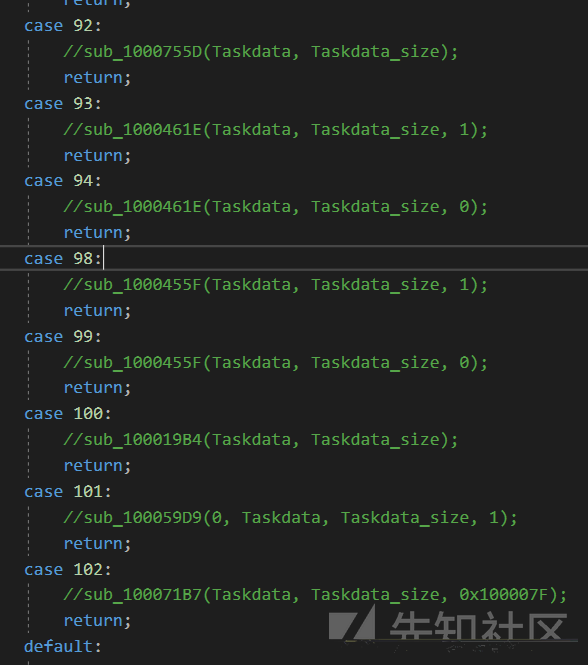 return;
case 92:
//sub_1000755D(Taskdata, Taskdata_size);
return;
case 93:
//sub_1000461E(Taskdata, Taskdata_size, 1);
return;
case 94:
//sub_1000461E(Taskdata, Taskdata_size, 0);
return;
case 98:
//sub_1000455F(Taskdata, Taskdata_size, 1);
return;
case 99:
//sub_1000455F(Taskdata, Taskdata_size, 0);
return;
case 100:
//sub_100019B4(Taskdata, Taskdata_size);
return;
case 101:
//sub_100059D9(0, Taskdata, Taskdata_size, 1);
return;
case 102:
//sub_100071B7(Taskdata, Taskdata_size, 0x100007F);
return;
先知社区
default: